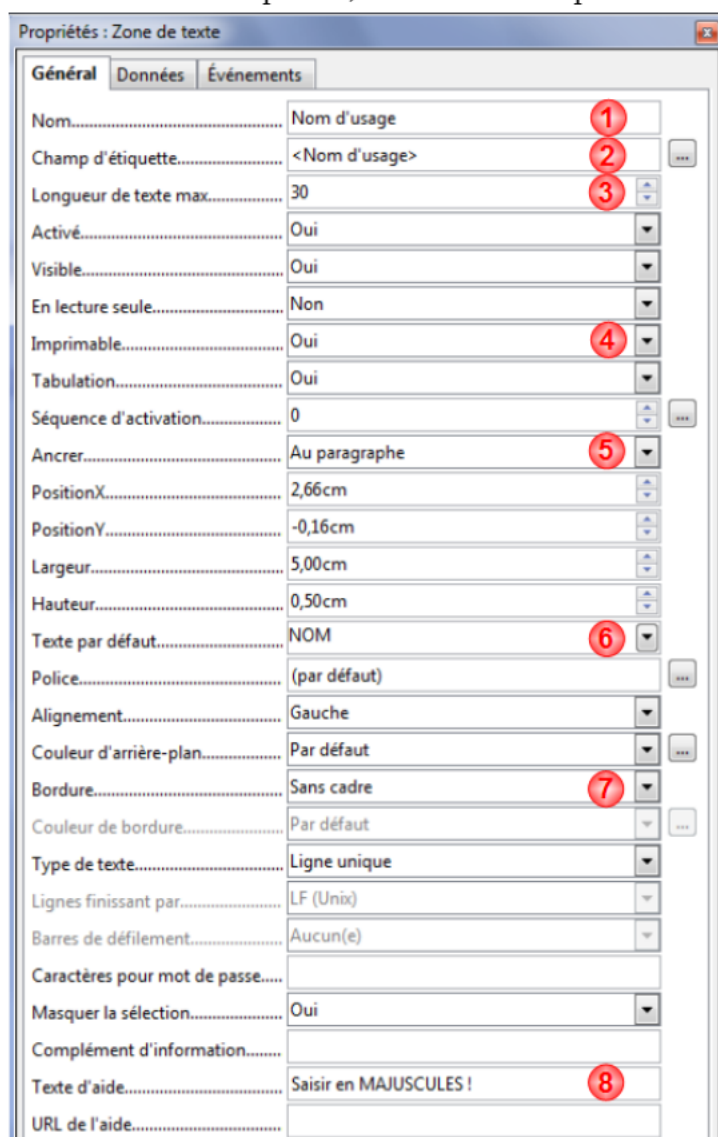 Propriétés : Zone de texte
Général Données Événements
Nom........................................ Nom d'usage 1
Champ d'étiquette......................... <Nom d'usage> 2 ...
Longueur de texte max.................. 30 3
Activé........................................ Oui
Visible........................................ Oui
En lecture seule........................... Non
Imprimable................................. Oui 4
Tabulation.................................. Oui
Séquence d'activation................... 0 ...
Ancrer........................................ Au paragraphe 5
PositionX.................................... 2,66cm
PositionY.................................... -0,16cm
Largeur...................................... 5,00cm
Hauteur...................................... 0,50cm
Texte par défaut........................... NOM 6
Police........................................ (par défaut) ...
Alignement................................. Gauche
Couleur d'arrière-plan................... Par défaut ...
Bordure...................................... Sans cadre 7
Couleur de bordure....................... Par défaut ...
Type de texte.............................. Ligne unique
Lignes finissant par...................... LF (Unix)
Barres de défilement..................... Aucun(e)
Caractères pour mot de passe.....
Masquer la sélection..................... Oui
Complément d'information........
Texte d'aide................................ Saisir en MAJUSCULES ! 8
URL de l'aide...............................